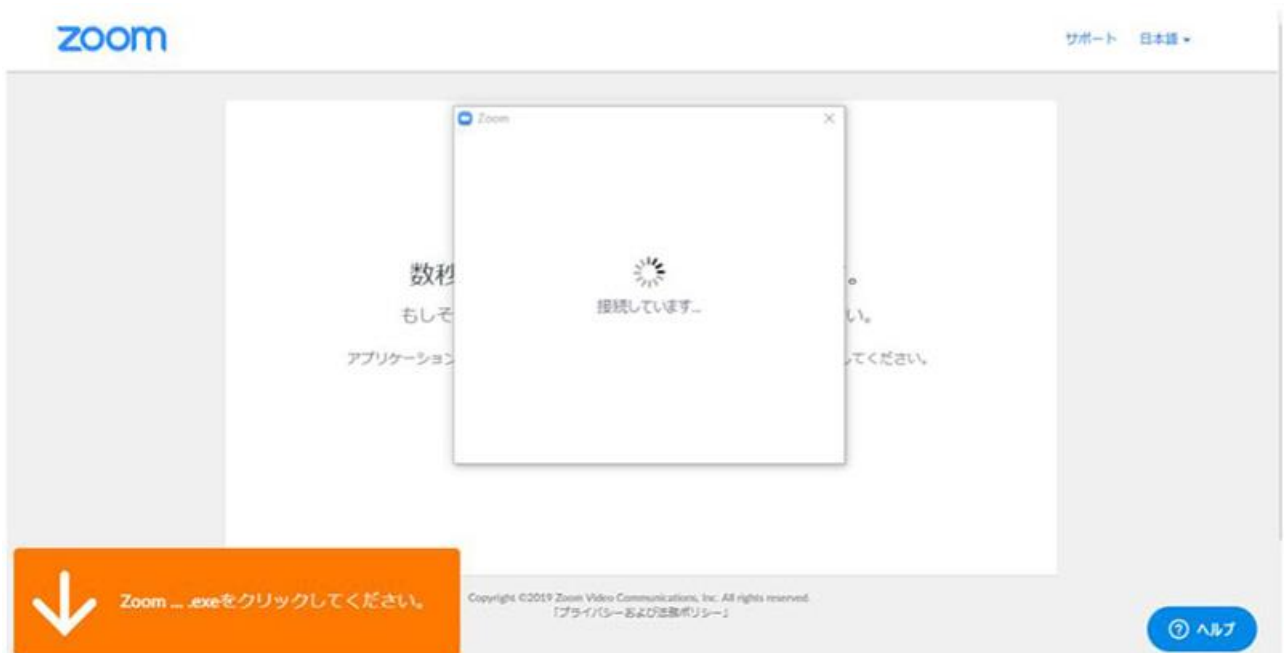 zoom
サポート 日本語
Zoom
数秒 。
もしそ い。
接続しています...
アプリケーション してください。
Zoom ... .exeをクリックしてください。
Copyright ©2019 Zoom Video Communications, Inc. All rights reserved.
「プライバシーおよび法務ポリシー」
ヘルプ